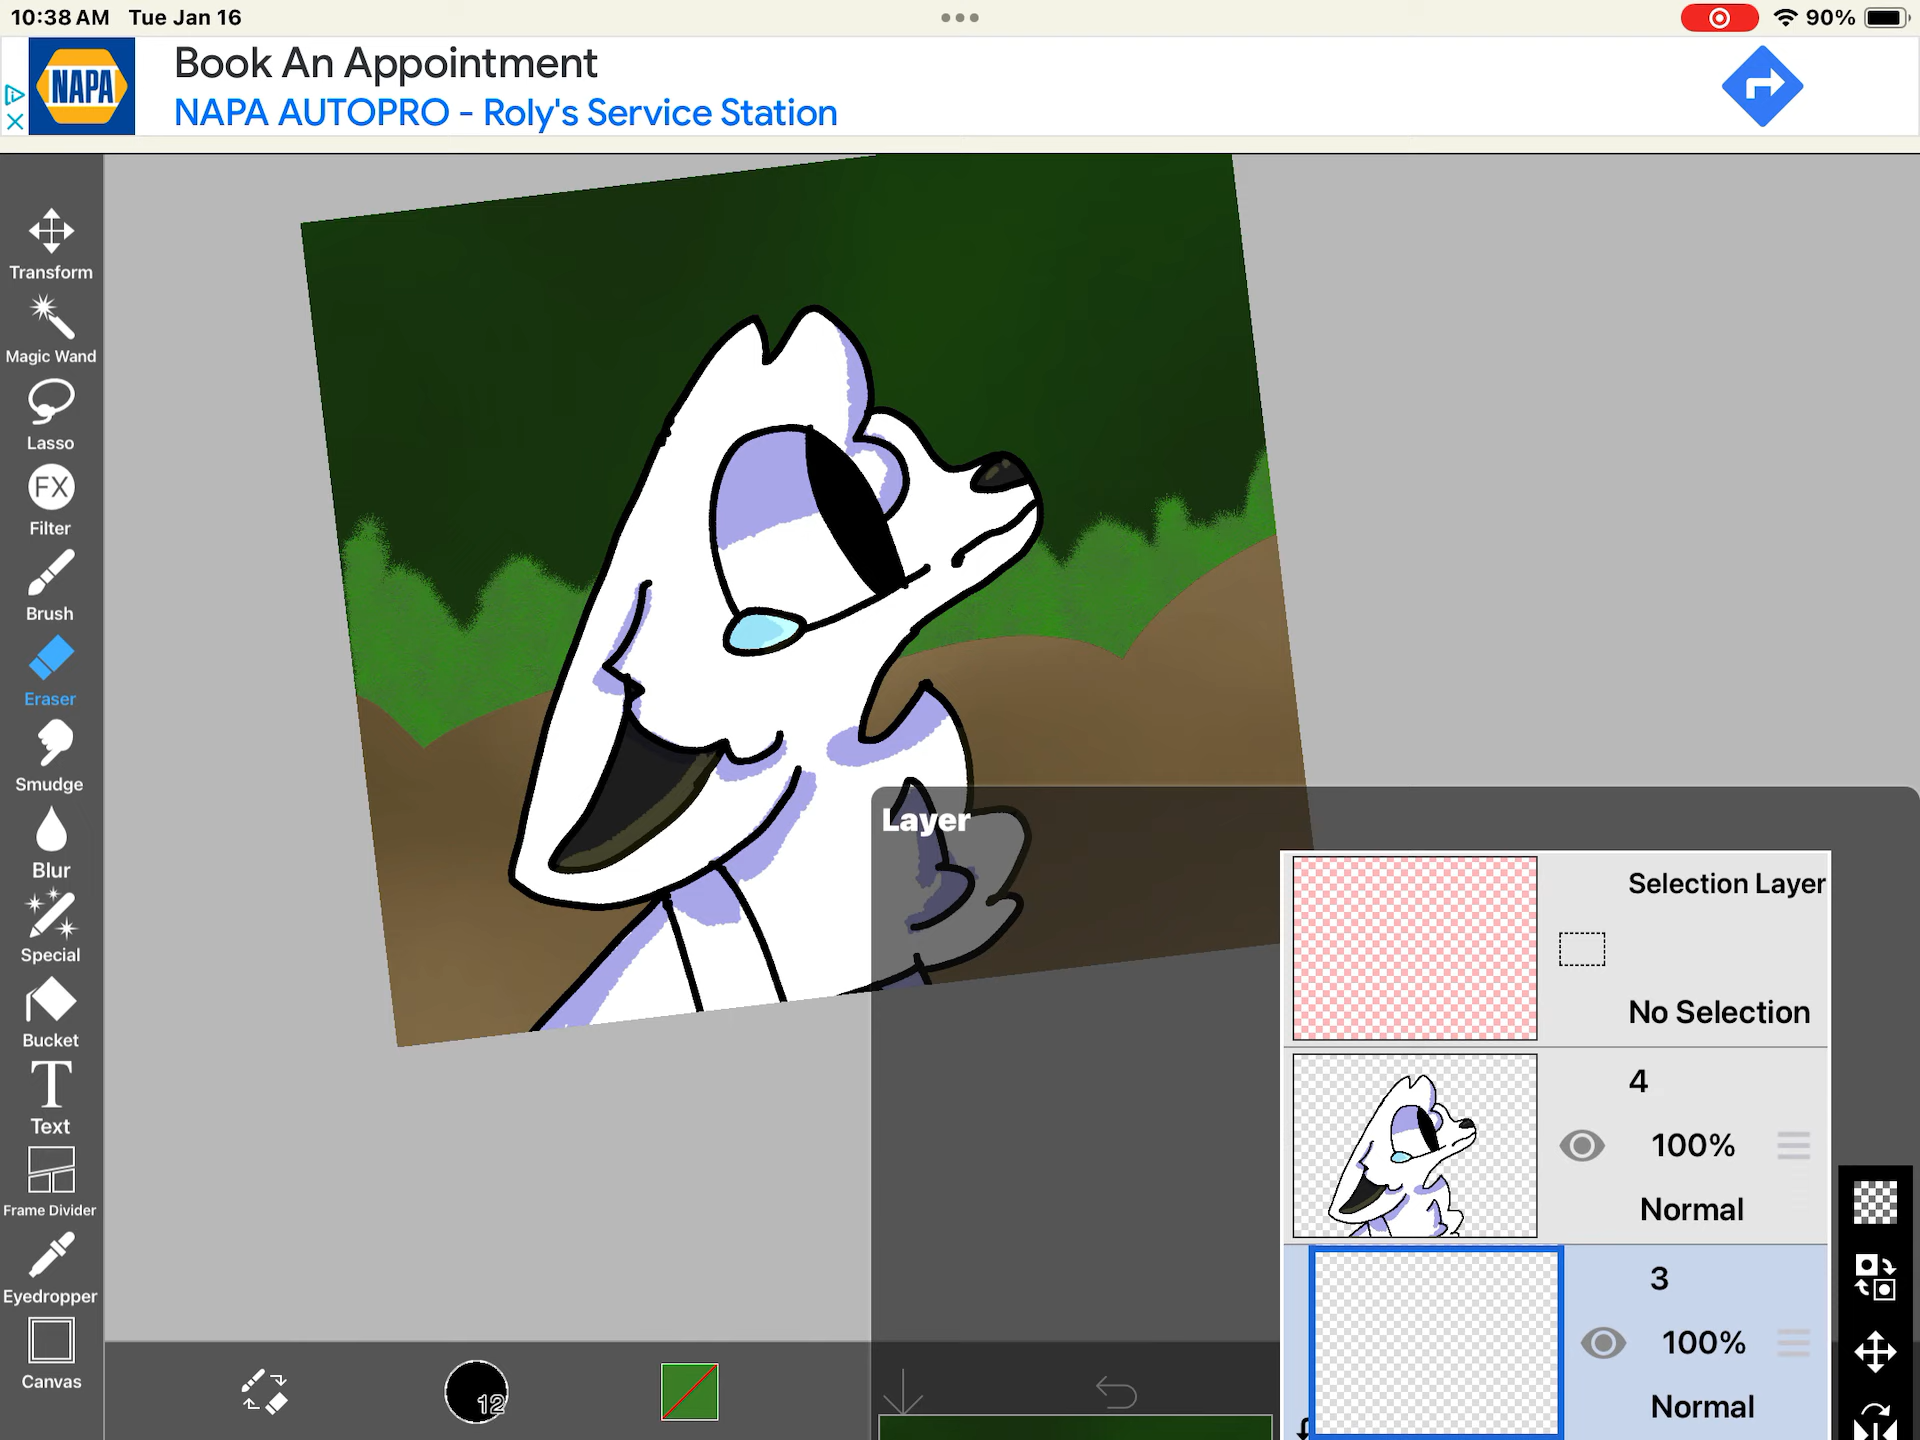 10:38 AM Tue Jan 16
90%
NAPA
Book An Appointment
NAPA AUTOPRO - Roly's Service Station
Transform
Magic Wand
Lasso
FX
Filter
Brush
Eraser
Smudge
Blur
Special
Bucket
T
Text
Frame Divider
Eyedropper
Canvas
12
Layer
Selection Layer
No Selection
4
100%
Normal
3
100%
Normal